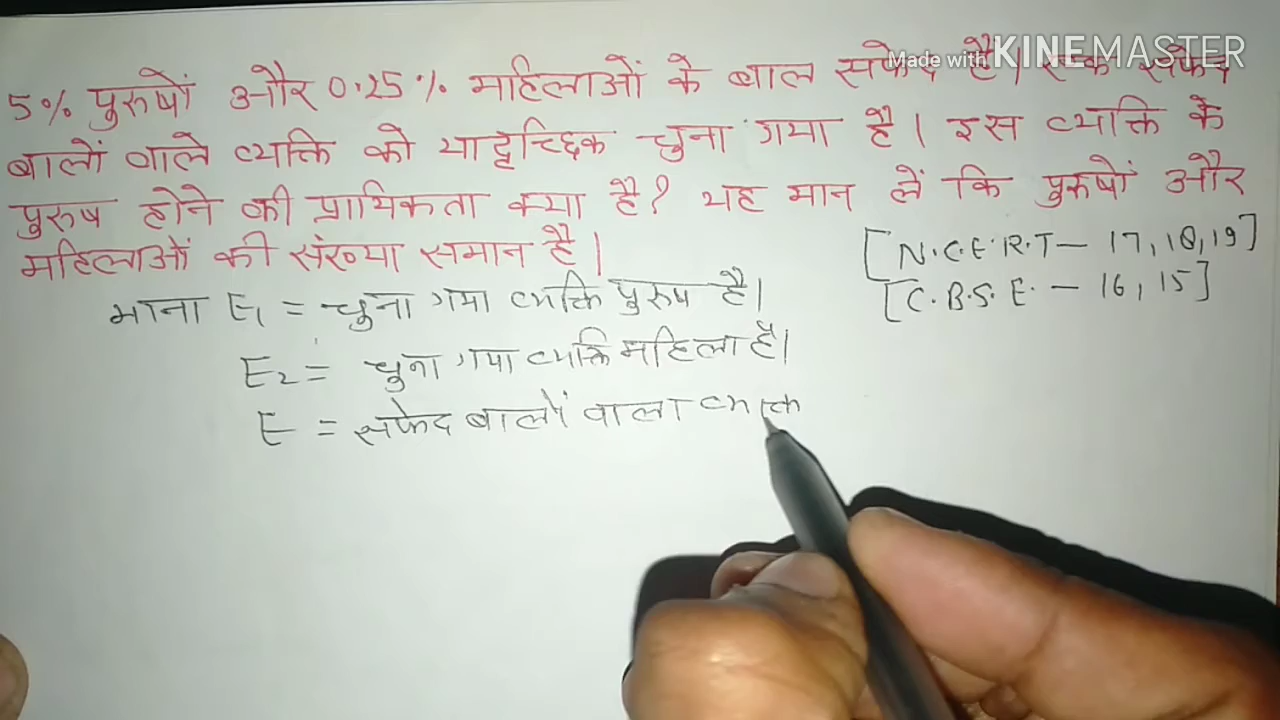 Made with KINEMASTER
5% पुरुषों और 0.25% महिलाओं के बाल सफेद है। एक सफेद
बालों वाले व्यक्ति को यादृच्छिक चुना गया है। इस व्यक्ति के
पुरुष होने की प्रायिकता क्या है? यह मान लें कि पुरुषों और
महिलाओं की संख्या समान है।
[N.C.E.R.T - 17, 18, 19]
[C.B.S.E. - 16, 15]
माना E₁ = चुना गया व्यक्ति पुरुष है।
E₂ = चुना गया व्यक्ति महिला है।
E = सफेद बालों वाला